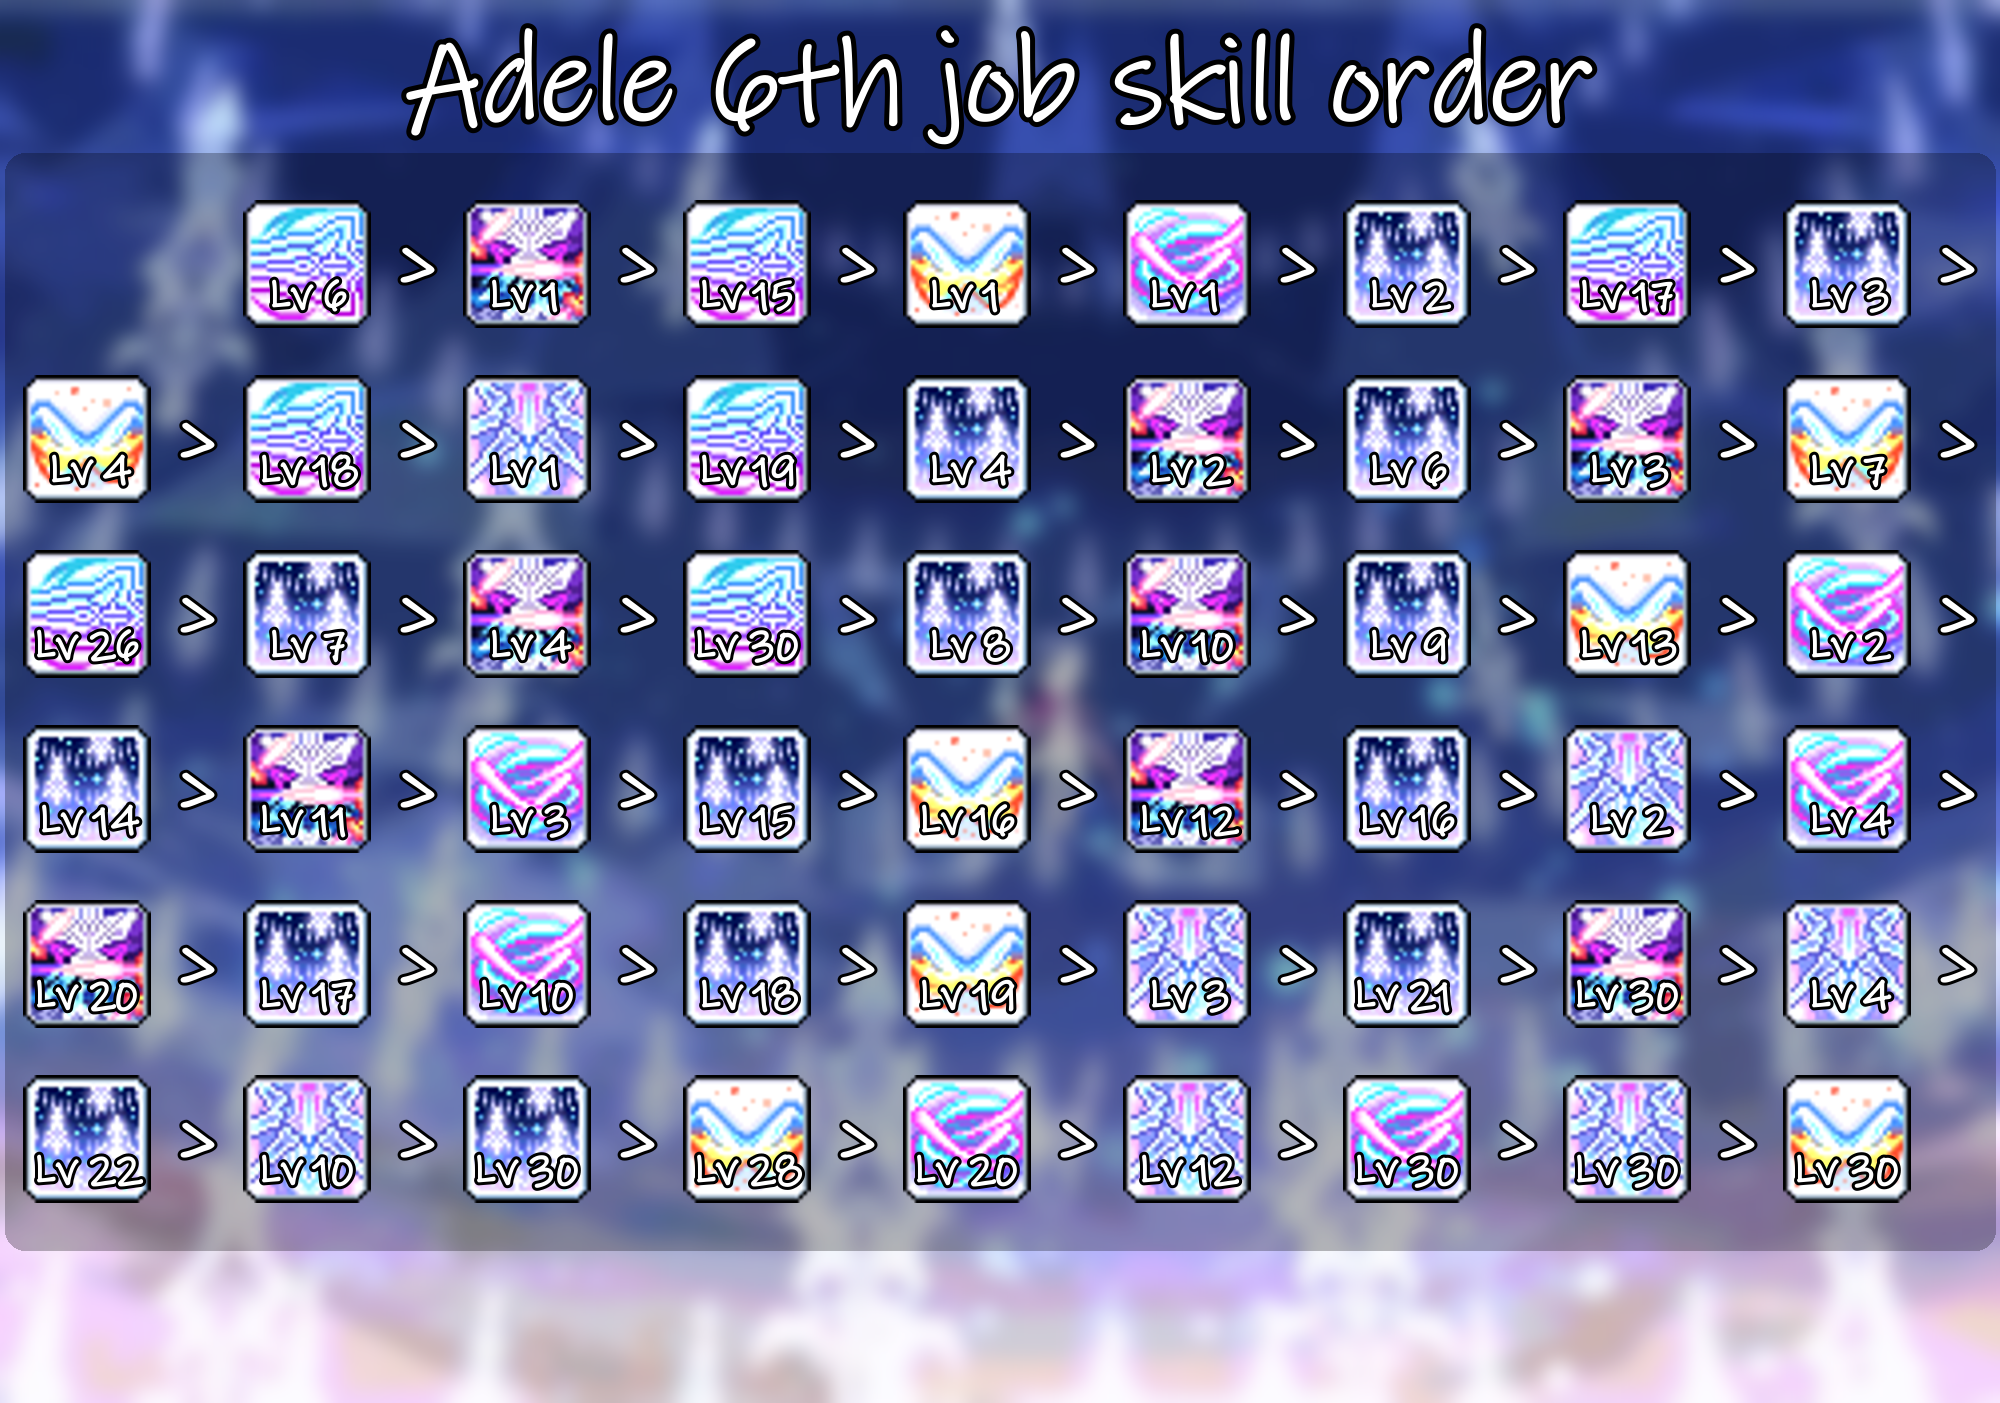 Adele 6th job skill order
Lv 6 > Lv 1 > Lv 15 > Lv 1 > Lv 1 > Lv 2 > Lv 17 > Lv 3 >
Lv 4 > Lv 18 > Lv 1 > Lv 19 > Lv 4 > Lv 2 > Lv 6 > Lv 3 > Lv 7 >
Lv 26 > Lv 7 > Lv 4 > Lv 30 > Lv 8 > Lv 10 > Lv 9 > Lv 13 > Lv 2 >
Lv 14 > Lv 11 > Lv 3 > Lv 15 > Lv 16 > Lv 12 > Lv 16 > Lv 2 > Lv 4 >
Lv 20 > Lv 17 > Lv 10 > Lv 18 > Lv 19 > Lv 3 > Lv 21 > Lv 30 > Lv 4 >
Lv 22 > Lv 10 > Lv 30 > Lv 28 > Lv 20 > Lv 12 > Lv 30 > Lv 30 > Lv 30